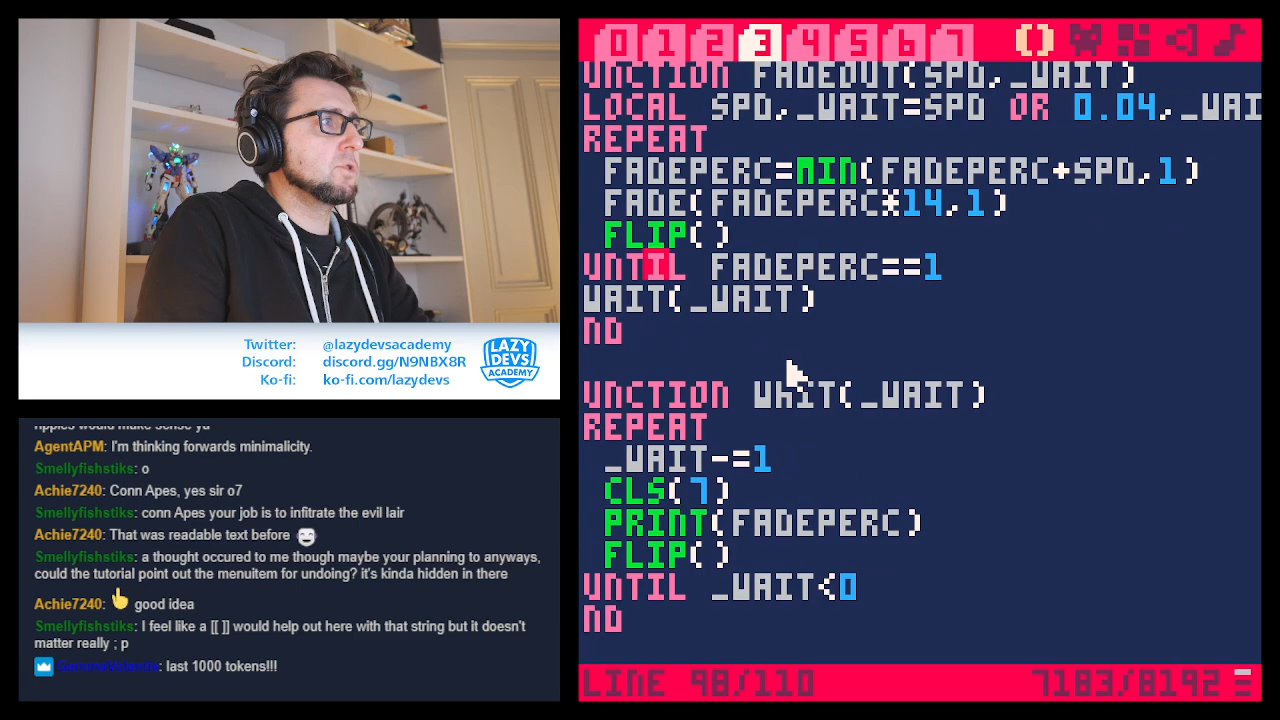 Twitter: @lazydevsacademy
Discord: discord.gg/N9NBX8R
Ko-fi: ko-fi.com/lazydevs
LAZY DEVS ACADEMY
ripples would make sense ya
AgentAPM: I'm thinking forwards minimalicity.
Smellyfishstiks: o
Achie7240: Conn Apes, yes sir o7
Smellyfishstiks: conn Apes your job is to infitrate the evil lair
Achie7240: That was readable text before
Smellyfishstiks: a thought occured to me though maybe your planning to anyways,
could the tutorial point out the menuitem for undoing? it's kinda hidden in there
Achie7240: good idea
Smellyfishstiks: I feel like a [[ ]] would help out here with that string but it doesn't
matter really ; p
: last 1000 tokens!!!
0 1 2 3 4 5 6 7 ()
UNCTION FADEOUT(SPD,_WAIT)
LOCAL SPD,_WAIT=SPD OR 0.04,_WAI
REPEAT
FADEPERC=MIN(FADEPERC+SPD,1)
FADE(FADEPERC*14,1)
FLIP()
UNTIL FADEPERC==1
WAIT(_WAIT)
ND
UNCTION WAIT(_WAIT)
REPEAT
_WAIT-=1
CLS(7)
PRINT(FADEPERC)
FLIP()
UNTIL _WAIT<0
ND
LINE 98/110 7183/8192